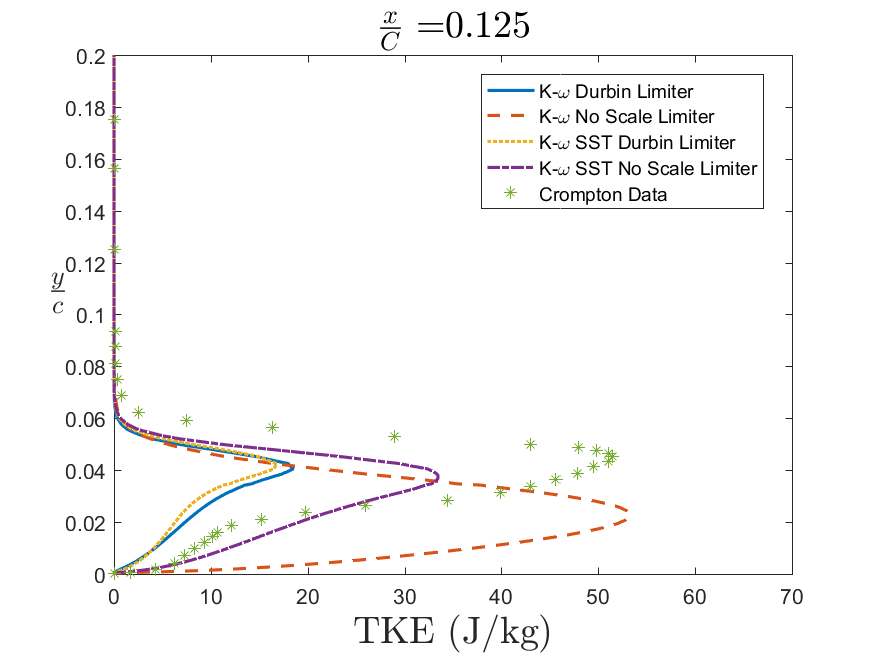 x/C =0.125
0.2
0.18
0.16
0.14
0.12
0.1
0.08
0.06
0.04
0.02
0
y/c
K-ω Durbin Limiter
K-ω No Scale Limiter
K-ω SST Durbin Limiter
K-ω SST No Scale Limiter
Crompton Data
0 10 20 30 40 50 60 70
TKE (J/kg)